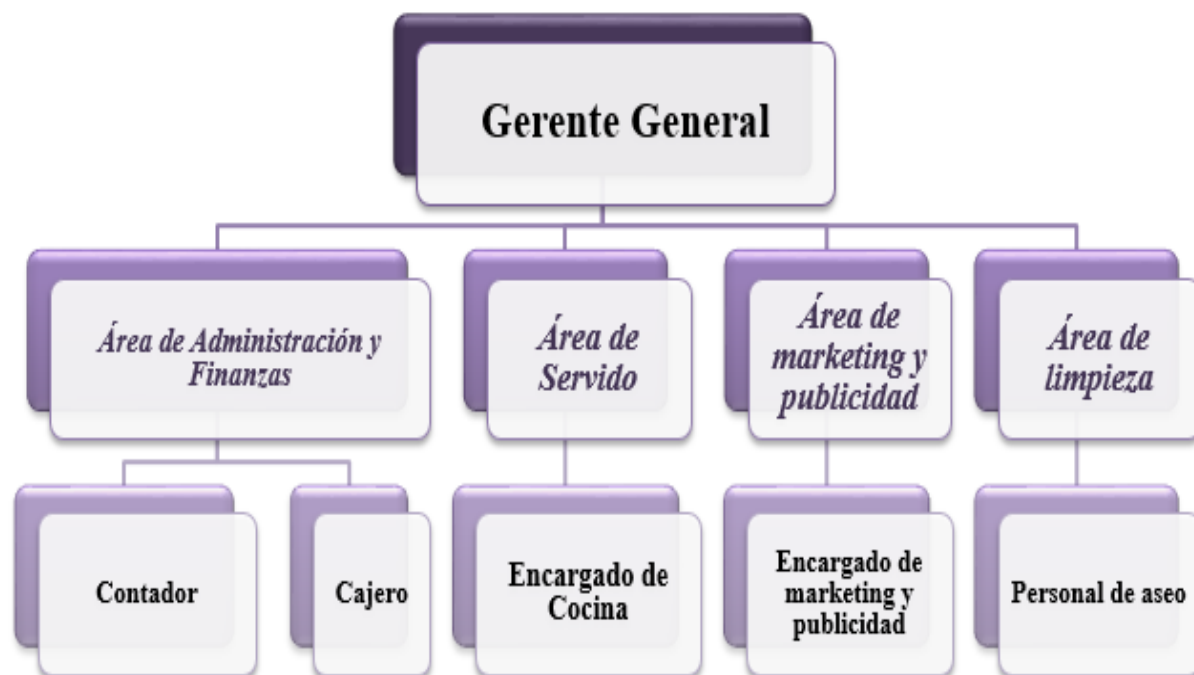 Gerente General
Área de Administración y
Finanzas
Área de
Servido
Área de
marketing y
publicidad
Área de
limpieza
Contador
Cajero
Encargado de
Cocina
Encargado de
marketing y
publicidad
Personal de aseo